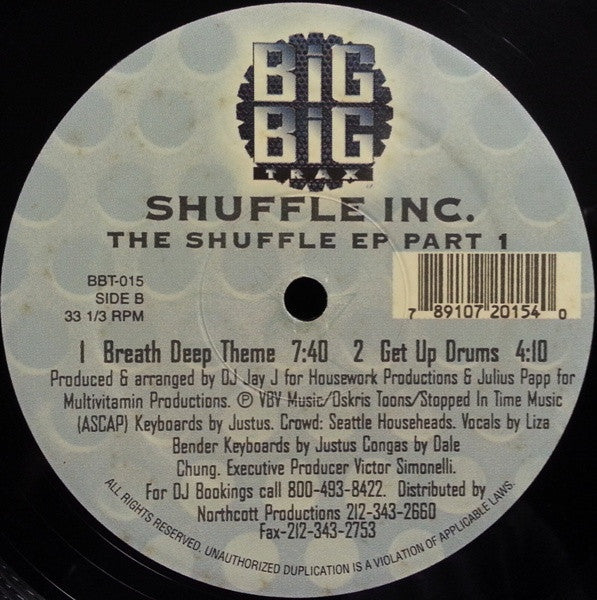 BiG
BiG
TRAX
SHUFFLE INC.
THE SHUFFLE EP PART 1
BBT-015
SIDE B
33 1/3 RPM
7 89107 20154 0
1 Breath Deep Theme 7:40 2 Get Up Drums 4:10
Produced & arranged by DJ Jay J for Housework Productions & Julius Papp for
Multivitamin Productions. ℗ VBV Music/Oskris Toons/Stopped In Time Music
(ASCAP) Keyboards by Justus. Crowd: Seattle Househeads. Vocals by Liza
Bender Keyboards by Justus Congas by Dale
Chung. Executive Producer Victor Simonelli.
For DJ Bookings call 800-493-8422. Distributed by
Northcott Productions 212-343-2660
Fax-212-343-2753
ALL RIGHTS RESERVED, UNAUTHORIZED DUPLICATION IS A VIOLATION OF APPLICABLE LAWS.